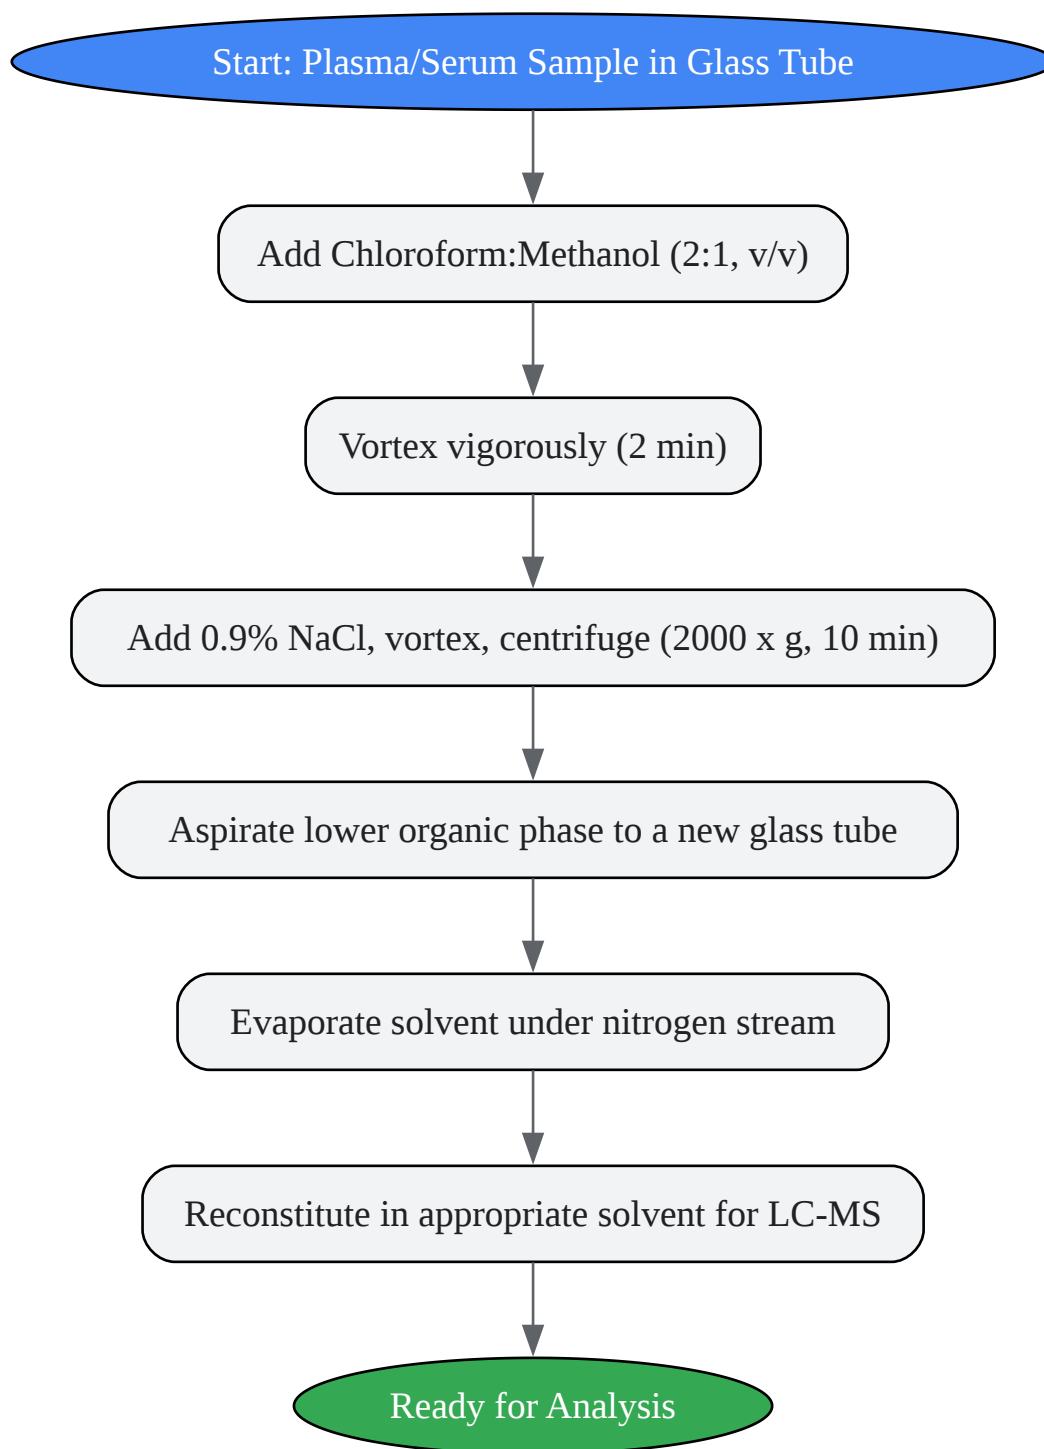 Start: Plasma/Serum Sample in Glass Tube
Add Chloroform:Methanol (2:1, v/v)
Vortex vigorously (2 min)
Add 0.9% NaCl, vortex, centrifuge (2000 x g, 10 min)
Aspirate lower organic phase to a new glass tube
Evaporate solvent under nitrogen stream
Reconstitute in appropriate solvent for LC-MS
Ready for Analysis